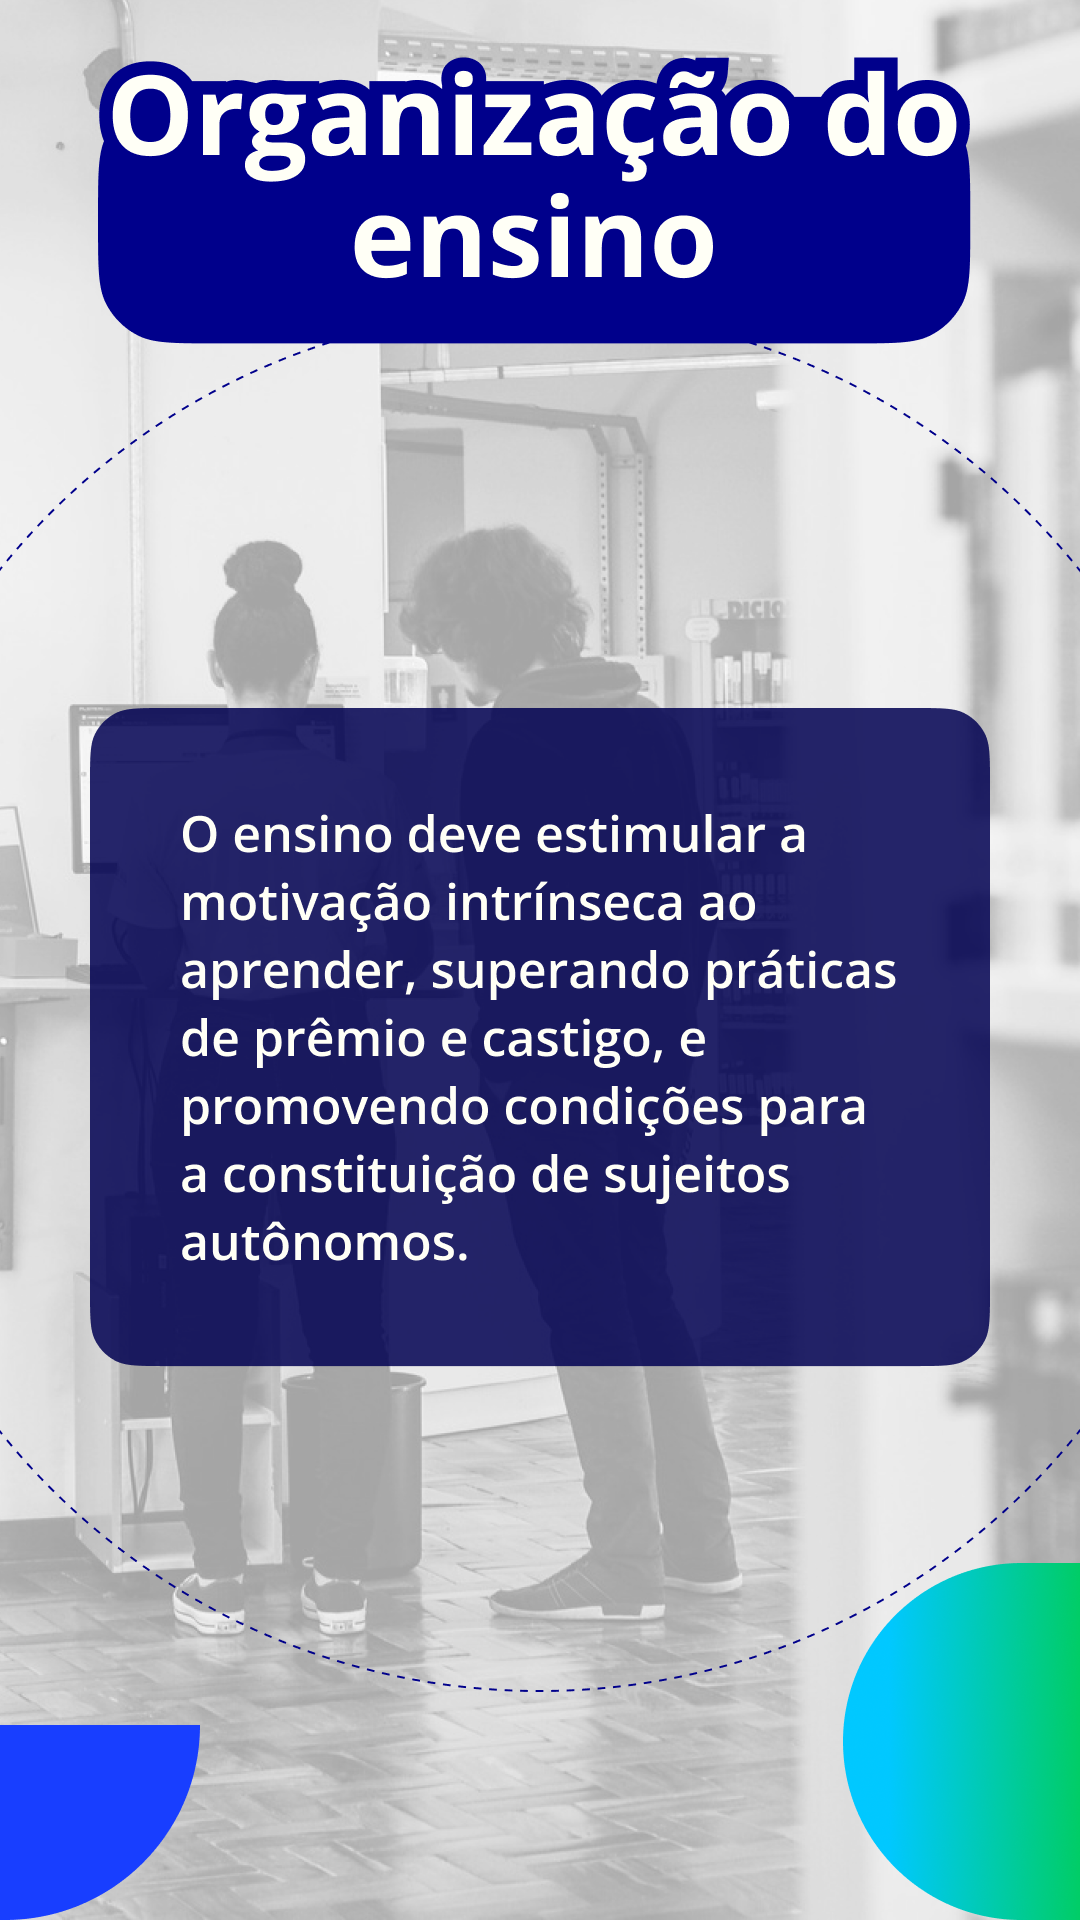 Organização do
ensino
DICIO
O ensino deve estimular a
motivação intrínseca ao
aprender, superando práticas
de prêmio e castigo, e
promovendo condições para
a constituição de sujeitos
autônomos.